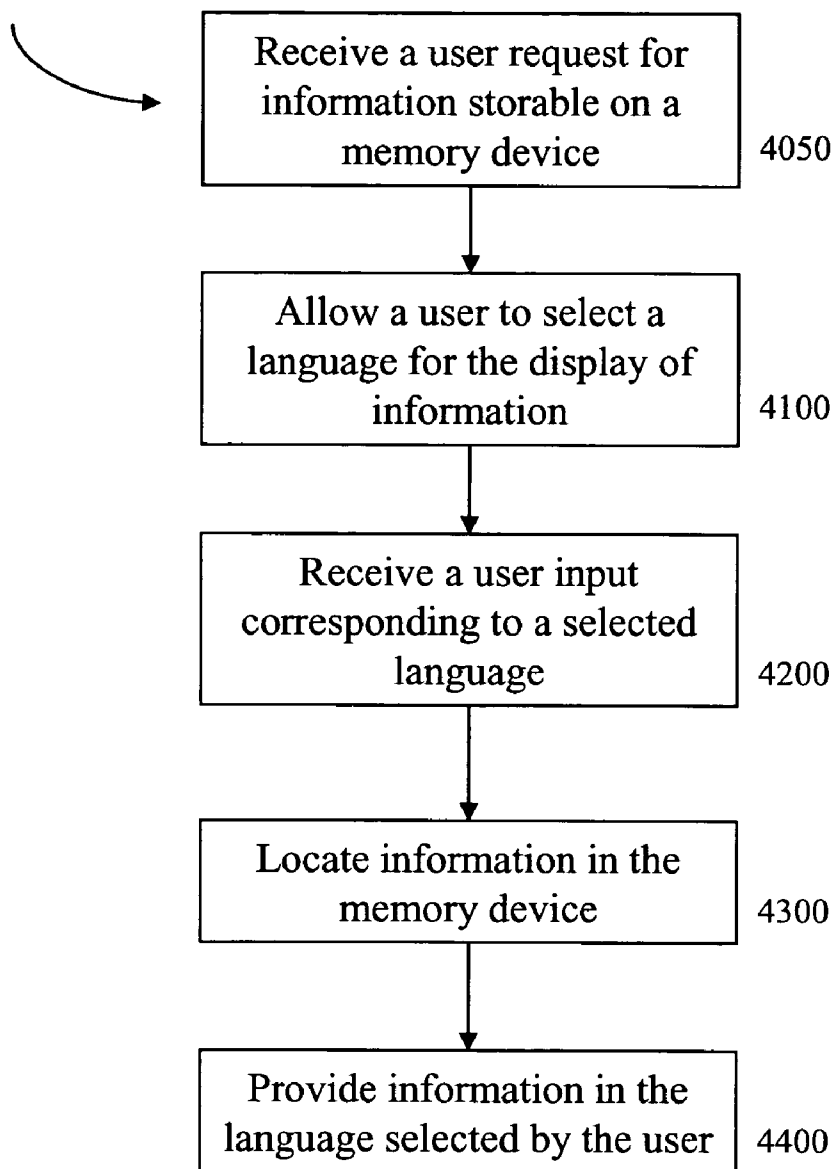 Receive a user request for
information storable on a
memory device
4050
Allow a user to select a
language for the display of
information
4100
Receive a user input
corresponding to a selected
language
4200
Locate information in the
memory device
4300
Provide information in the
language selected by the user
4400